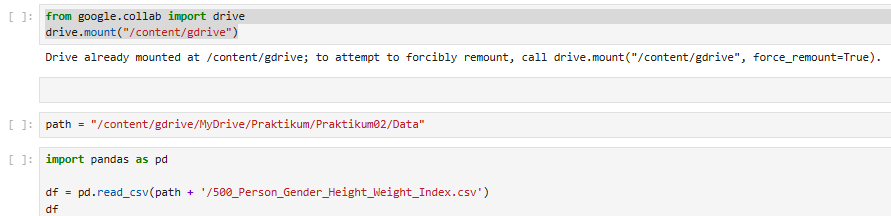 [ ]: from google.collab import drive
drive.mount("/content/gdrive")
Drive already mounted at /content/gdrive; to attempt to forcibly remount, call drive.mount("/content/gdrive", force_remount=True).
[ ]: path = "/content/gdrive/MyDrive/Praktikum/Praktikum02/Data"
[ ]: import pandas as pd
df = pd.read_csv(path + '/500_Person_Gender_Height_Weight_Index.csv')
df